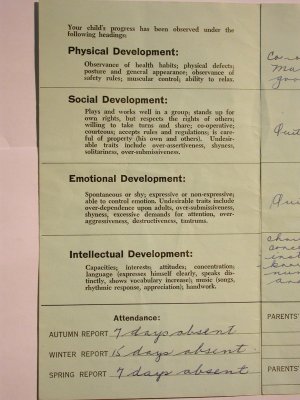 Your child's progress has been observed under the
following headings:
Physical Development:
Observance of health habits; physical defects;
posture and general appearance; observance of
safety rules; muscular control; ability to relax.
Social Development:
Plays and works well in a group; stands up for
own rights, but respects the rights of others;
willing to take turns and share; co-operative;
courteous; accepts rules and regulations; is care-
ful of property (his own and others). Undesir-
able traits include over-assertiveness, shyness,
solitariness, over-submissiveness.
Emotional Development:
Spontaneous or shy; expressive or non-expressive;
able to control emotion. Undesirable traits include
over-dependence upon adults, over-submissiveness,
shyness, excessive demands for attention, over-
aggressiveness, destructiveness, tantrums.
Intellectual Development:
Capacities; interests; attitudes; concentration;
language (expresses himself clearly, speaks dis-
tinctly, shows vocabulary increase); music (songs,
rhythmic response, appreciation); handwork.
Attendance:
AUTUMN REPORT 7 days absent
WINTER REPORT 15 days absent.
SPRING REPORT 7 days absent
PARENTS'
PARENTS'